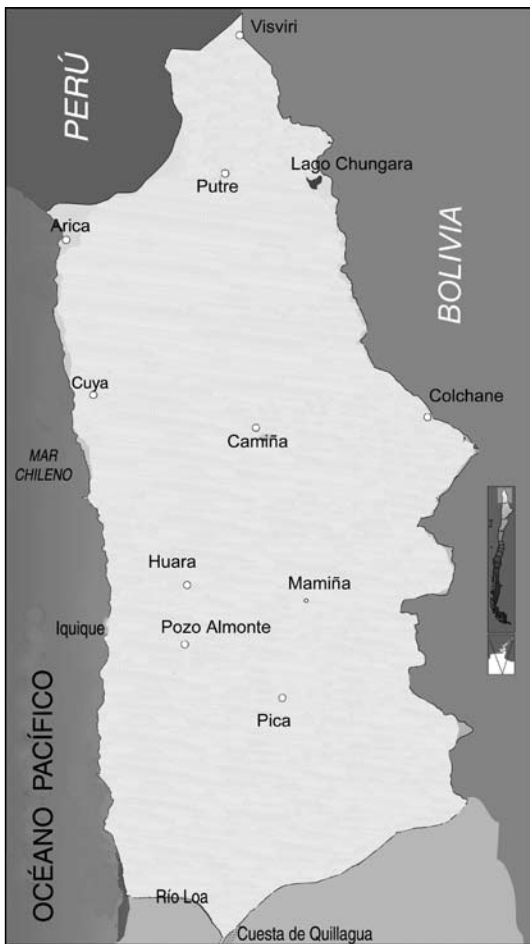 Visviri
PERÚ
Lago Chungara
Putre
Arica
BOLIVIA
Cuya
Colchane
Camiña
MAR
CHILENO
Huara
Mamiña
Iquique
Pozo Almonte
Pica
OCÉANO PACÍFICO
Río Loa
Cuesta de Quillagua